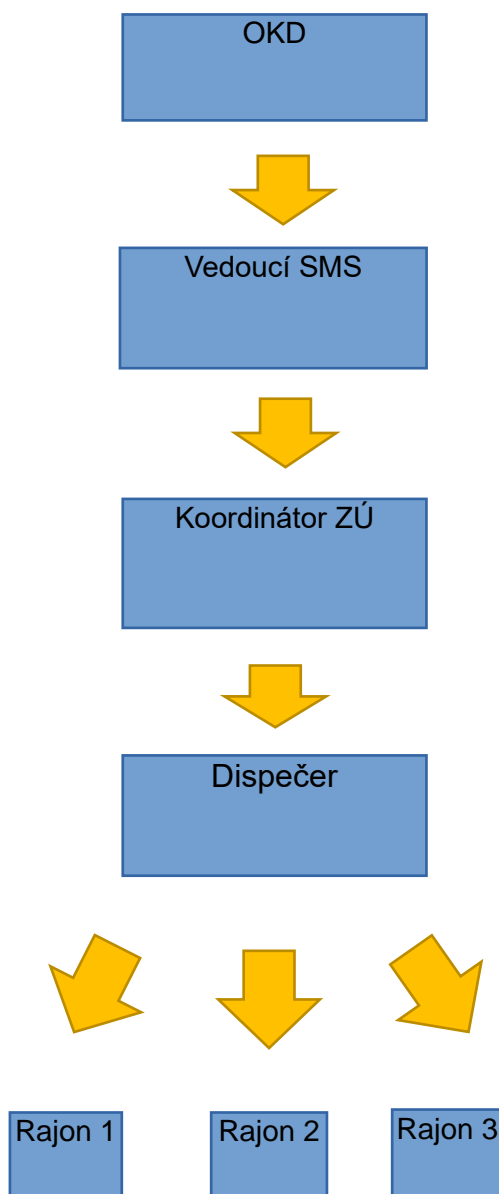 OKD
Vedoucí SMS
Koordinátor ZÚ
Dispečer
Rajon 1
Rajon 2
Rajon 3